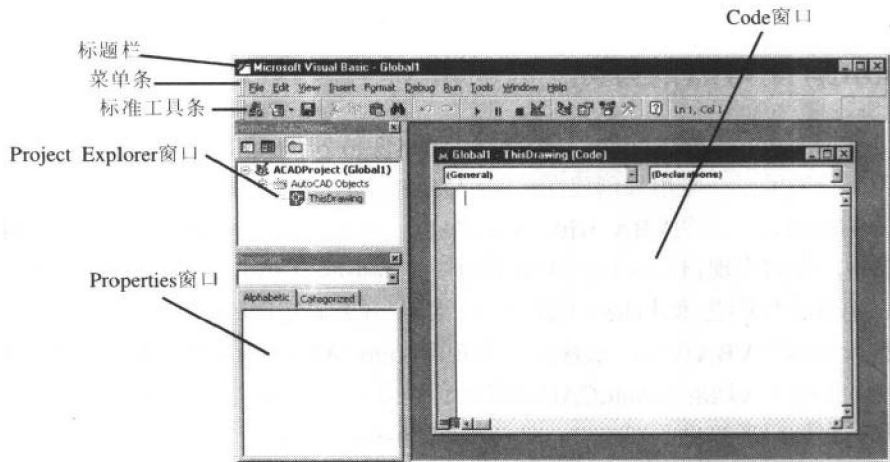 Code窗口
标题栏
Microsoft Visual Basic - Global1
菜单条
File Edit View Insert Format Debug Run Tools Window Help
标准工具条
Ln 1, Col 1
Project Explorer窗口
ACADProject (Global1)
AutoCAD Objects
ThisDrawing
Global1 - ThisDrawing (Code)
(General)
(Declarations)
Properties窗口
Properties
Alphabetic
Categorized